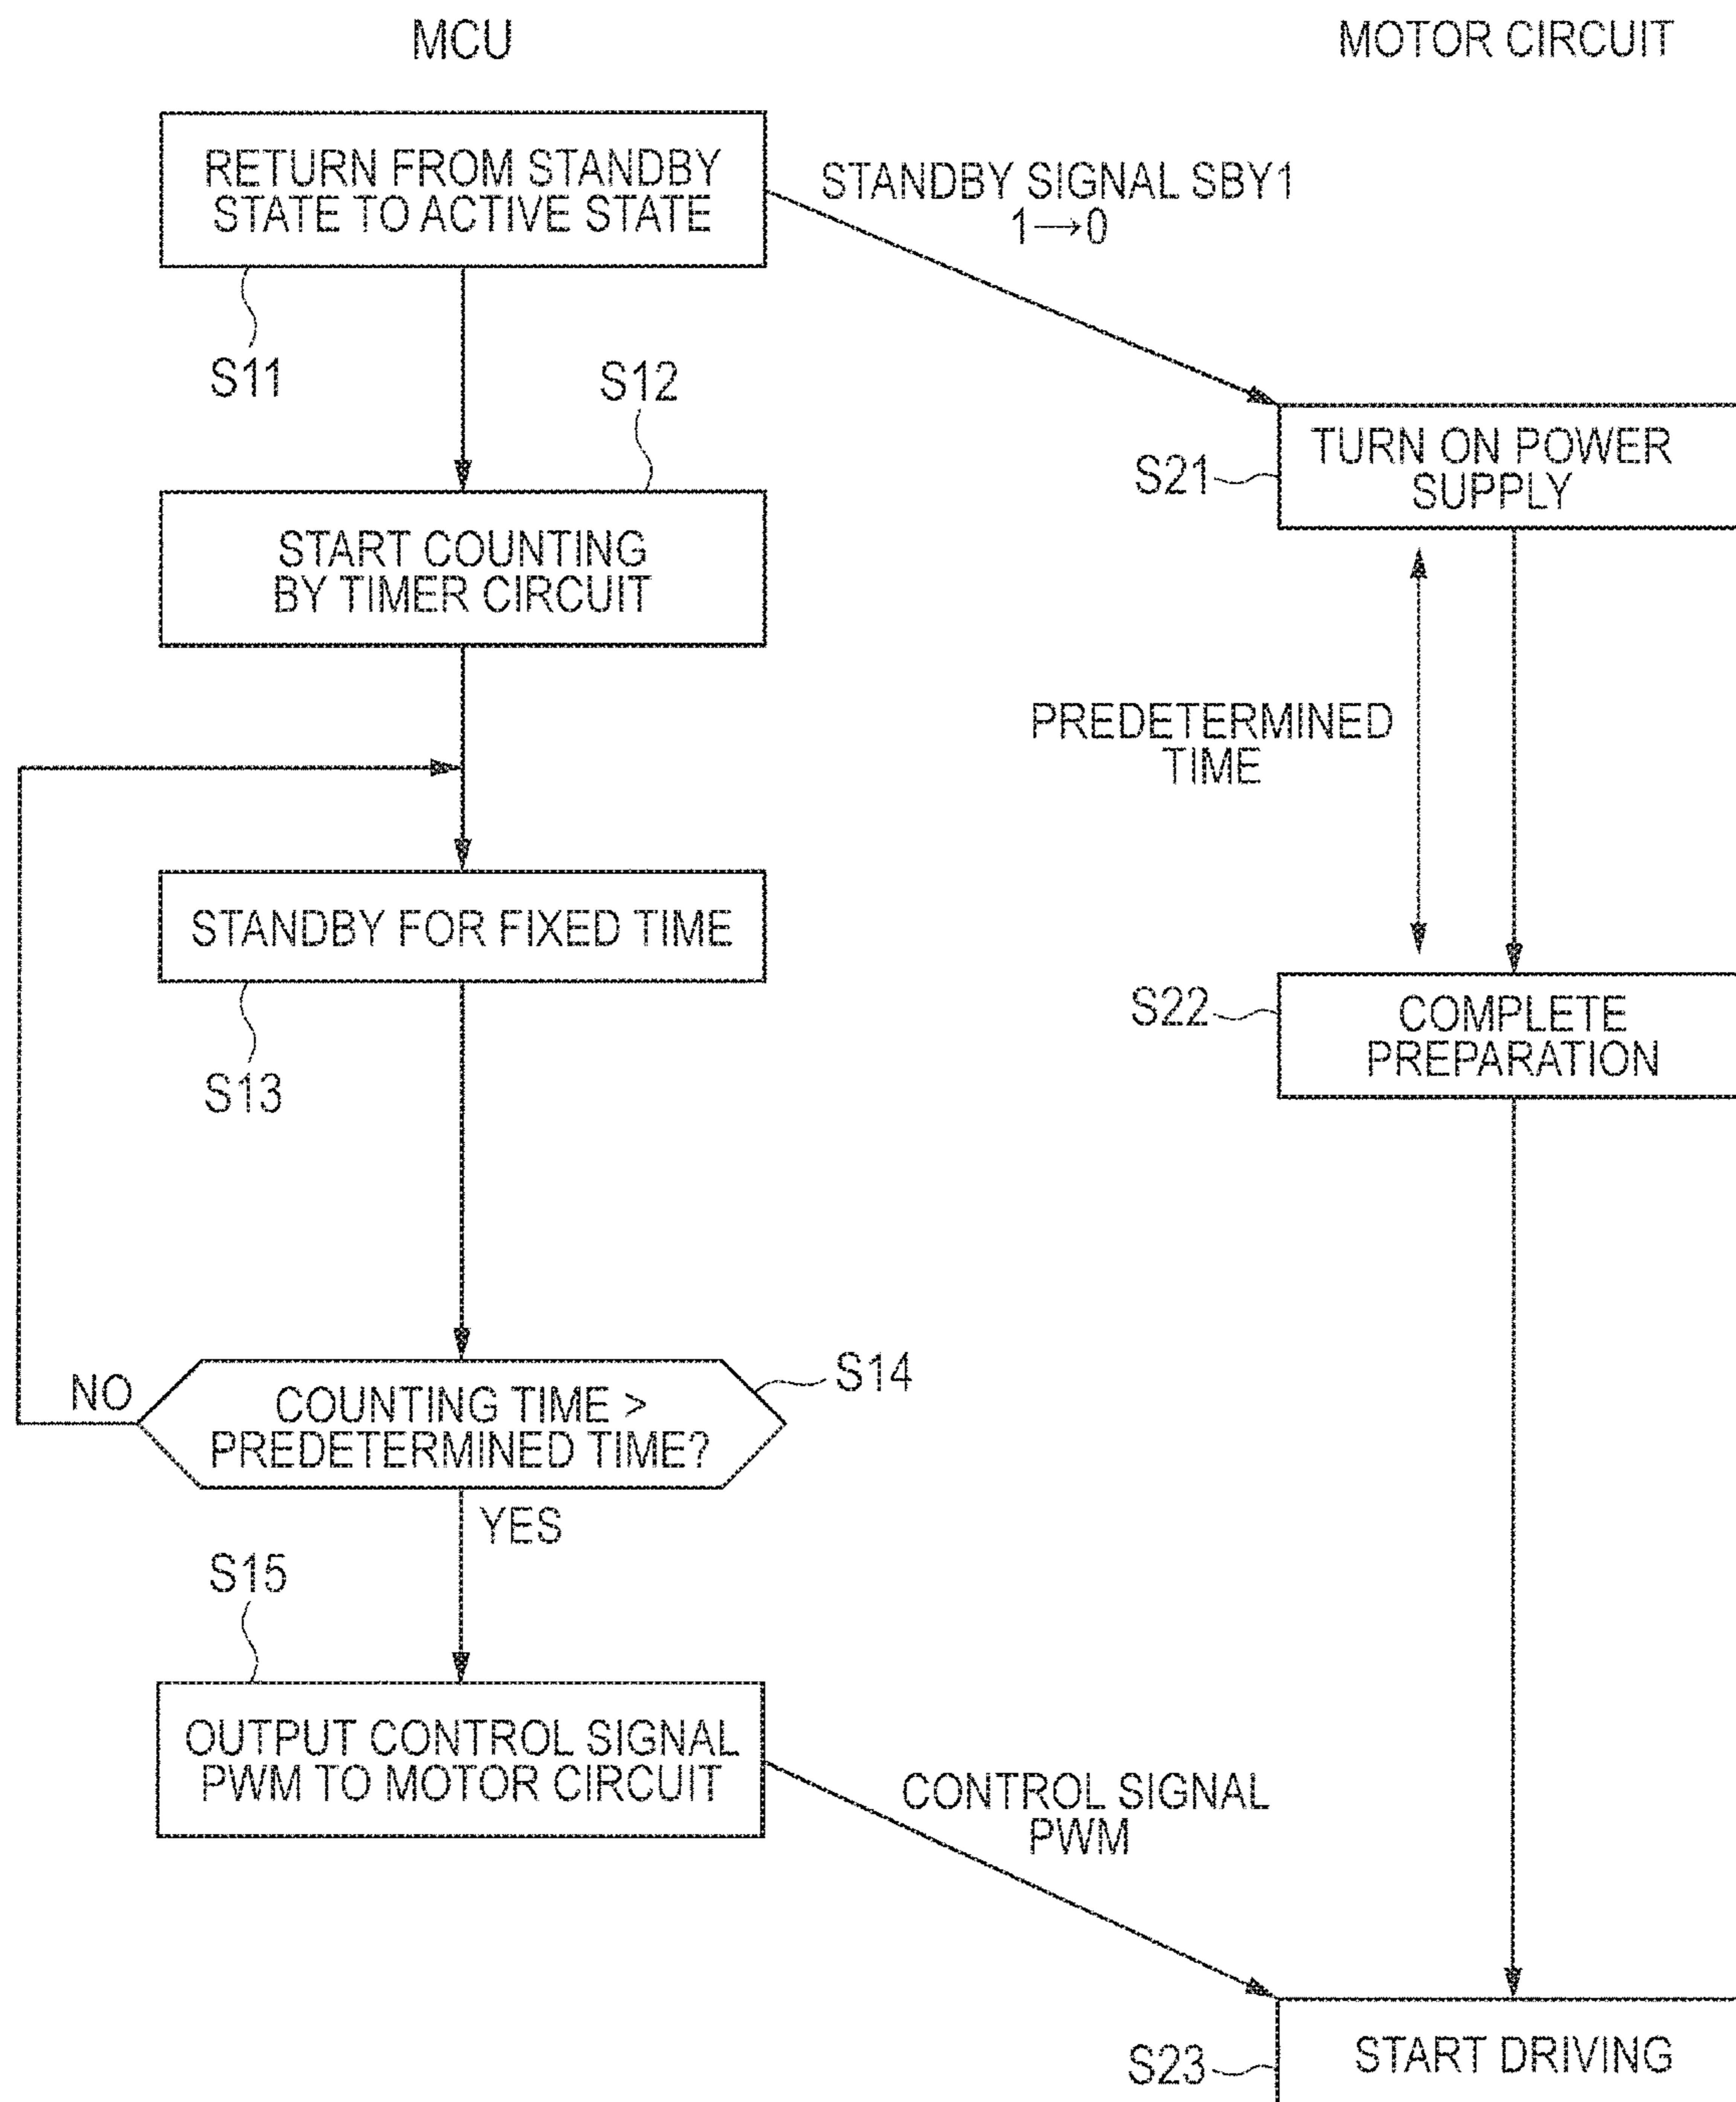 MCU
MOTOR CIRCUIT
RETURN FROM STANDBY
STATE TO ACTIVE STATE
STANDBY SIGNAL SBY1
1→0
S11
S12
S21
TURN ON POWER
SUPPLY
START COUNTING
BY TIMER CIRCUIT
PREDETERMINED
TIME
STANDBY FOR FIXED TIME
S13
S22
COMPLETE
PREPARATION
NO
COUNTING TIME >
PREDETERMINED TIME?
S14
YES
S15
OUTPUT CONTROL SIGNAL
PWM TO MOTOR CIRCUIT
CONTROL SIGNAL
PWM
S23
START DRIVING